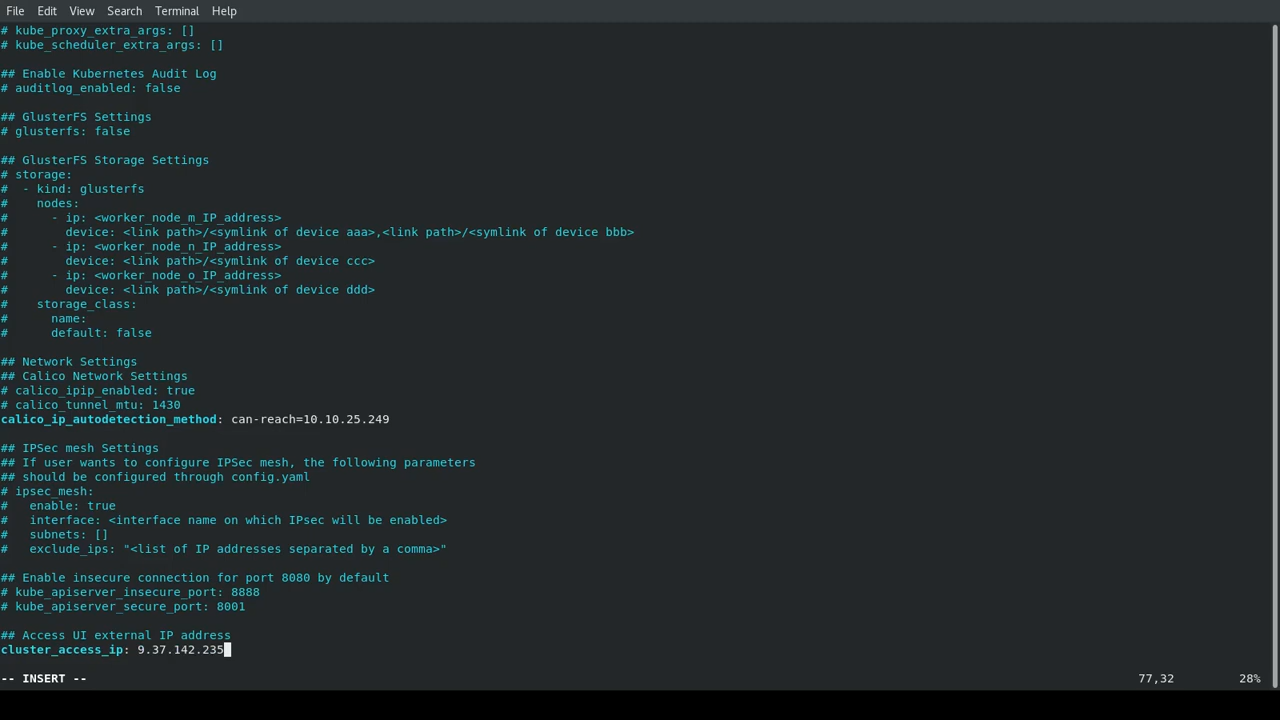 File Edit View Search Terminal Help
# kube_proxy_extra_args: []
# kube_scheduler_extra_args: []
## Enable Kubernetes Audit Log
# auditlog_enabled: false
## GlusterFS Settings
# glusterfs: false
## GlusterFS Storage Settings
# storage:
#  - kind: glusterfs
#    nodes:
#      - ip: <worker_node_m_IP_address>
#        device: <link path>/<symlink of device aaa>,<link path>/<symlink of device bbb>
#      - ip: <worker_node_n_IP_address>
#        device: <link path>/<symlink of device ccc>
#      - ip: <worker_node_o_IP_address>
#        device: <link path>/<symlink of device ddd>
#    storage_class:
#      name:
#      default: false
## Network Settings
## Calico Network Settings
# calico_ipip_enabled: true
# calico_tunnel_mtu: 1430
calico_ip_autodetection_method: can-reach=10.10.25.249
## IPSec mesh Settings
## If user wants to configure IPSec mesh, the following parameters
## should be configured through config.yaml
# ipsec_mesh:
#   enable: true
#   interface: <interface name on which IPsec will be enabled>
#   subnets: []
#   exclude_ips: "<list of IP addresses separated by a comma>"
## Enable insecure connection for port 8080 by default
# kube_apiserver_insecure_port: 8888
# kube_apiserver_secure_port: 8001
## Access UI external IP address
cluster_access_ip: 9.37.142.235
-- INSERT -- 77,32 28%